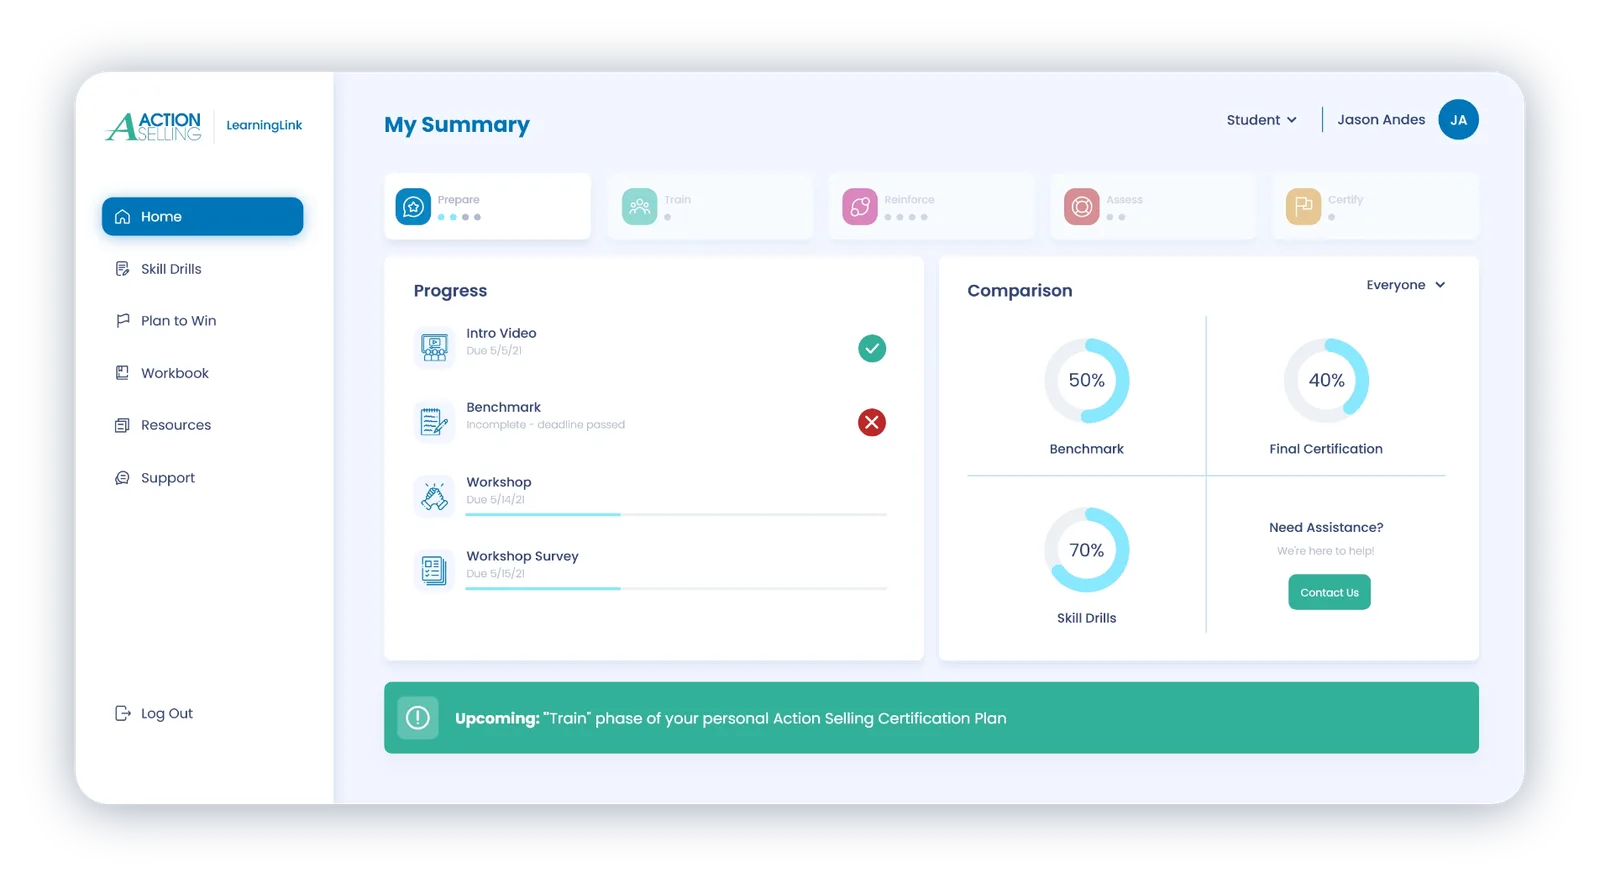 ACTION
SELLING
LearningLink
Home
Skill Drills
Plan to Win
Workbook
Resources
Support
Log Out
My Summary
Student
Jason Andes
JA
Prepare
Train
Reinforce
Assess
Certify
Progress
Intro Video
Due 5/5/21
Benchmark
Incomplete - deadline passed
Workshop
Due 5/14/21
Workshop Survey
Due 5/15/21
Comparison
Everyone
50%
Benchmark
40%
Final Certification
70%
Skill Drills
Need Assistance?
We're here to help!
Contact Us
Upcoming: "Train" phase of your personal Action Selling Certification Plan